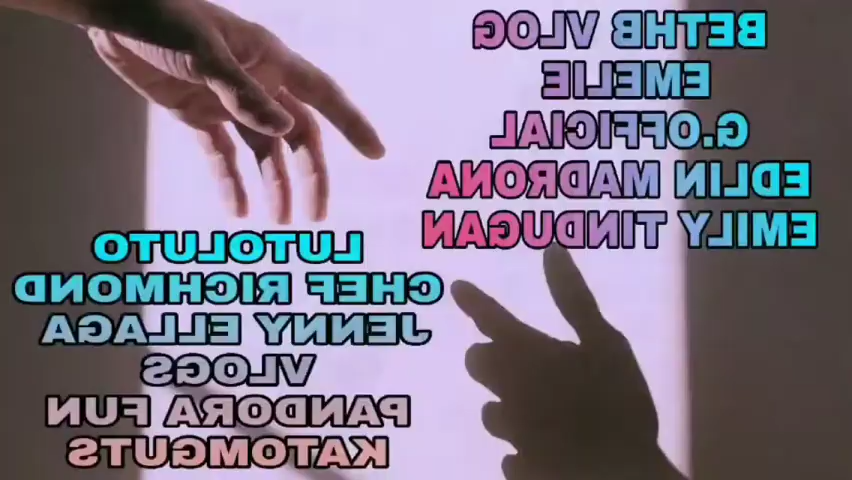 BETHB VLOG
EMELIE
G.OFFICIAL
EDLIN MADRONA
EMILY TINDUGAN
LUTOLUTO
CHEF RICHMOND
JENNY ELLAGA
VLOGS
PANDORA FUN
KATOMGUTS